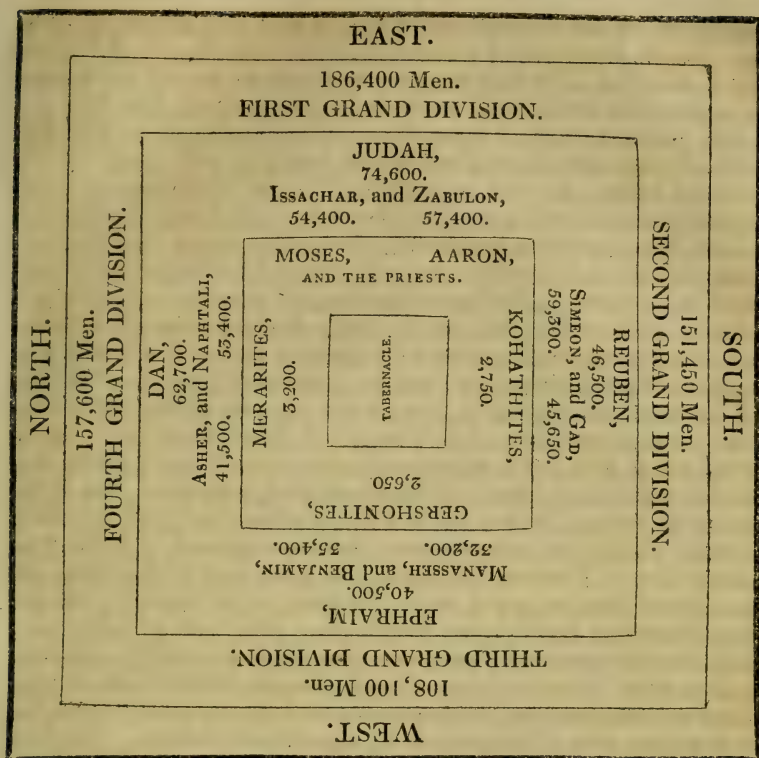 EAST.
186,400 Men.
FIRST GRAND DIVISION.
JUDAH,
74,600.
ISSACHAR, and ZABULON,
54,400. 57,400.
MOSES, AARON,
AND THE PRIESTS.
TABERNACLE.
SOUTH.
151,450 Men.
SECOND GRAND DIVISION.
REUBEN,
46,500.
SIMEON, and GAD,
59,300. 45,650.
KOHATHITES,
2,750.
WEST.
108,100 Men.
THIRD GRAND DIVISION.
EPHRAIM,
40,500.
MANASSEH, and BENJAMIN,
32,200. 35,400.
GERSHONITES,
2,650
NORTH.
157,600 Men.
FOURTH GRAND DIVISION.
DAN,
62,700.
ASHER, and NAPHTALI,
41,500. 53,400.
MERARITES,
3,200.